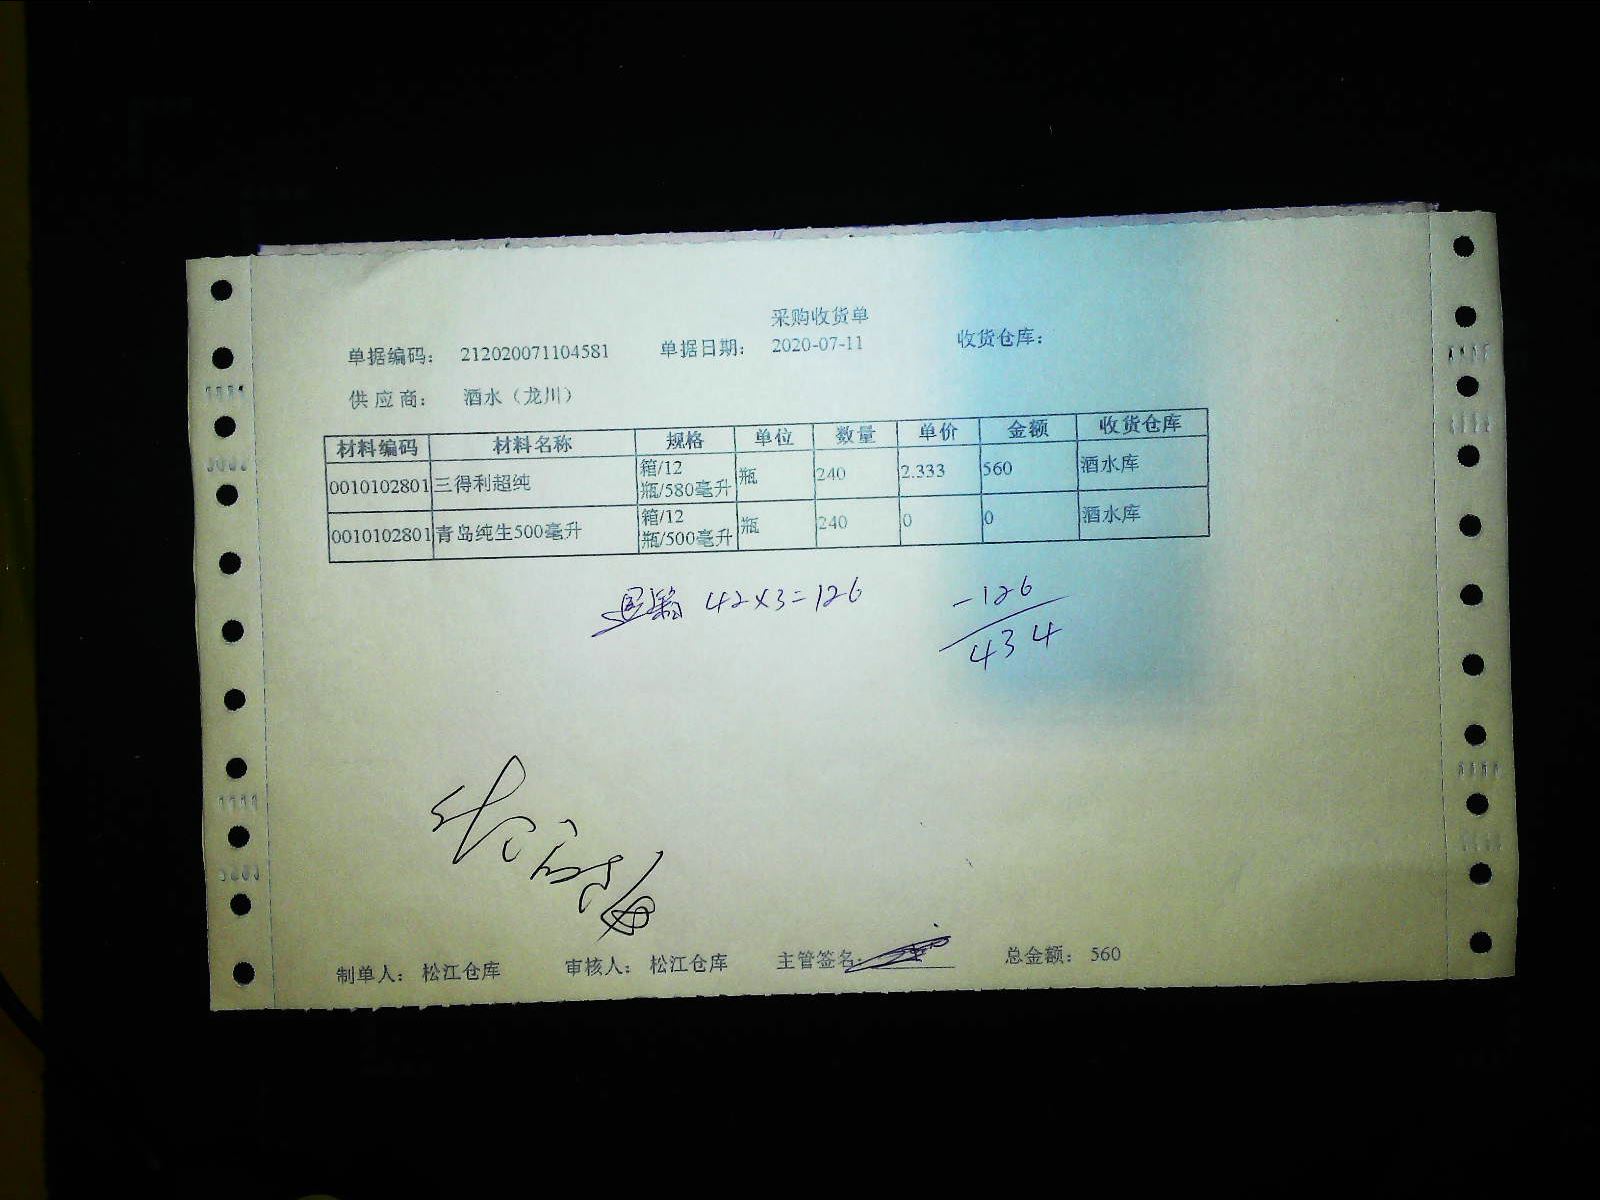 采购收货单
单据编码： 212020071104581 单据日期： 2020-07-11 收货仓库：
供 应 商： 酒水（龙川）
材料编码 材料名称 规格 单位 数量 单价 金额 收货仓库
0010102801 三得利超纯 箱/12瓶/580毫升 瓶 240 2.333 560 酒水库
0010102801 青岛纯生500毫升 箱/12瓶/500毫升 瓶 240 0 0 酒水库
42×3=126 -126
434
制单人： 松江仓库 审核人： 松江仓库 主管签名： 总金额： 560